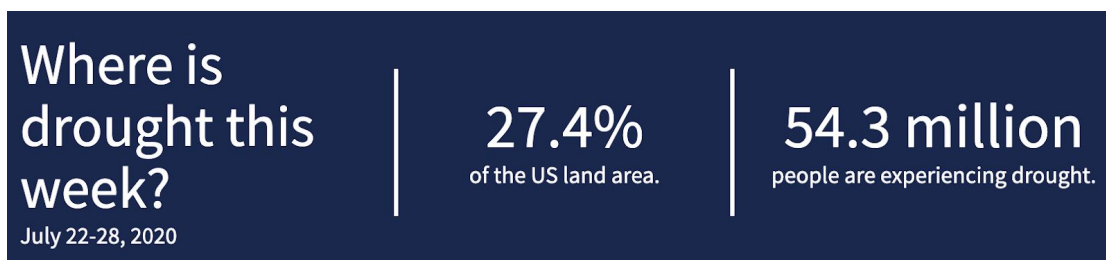 Where is
drought this
week?
July 22-28, 2020
27.4%
of the US land area.
54.3 million
people are experiencing drought.